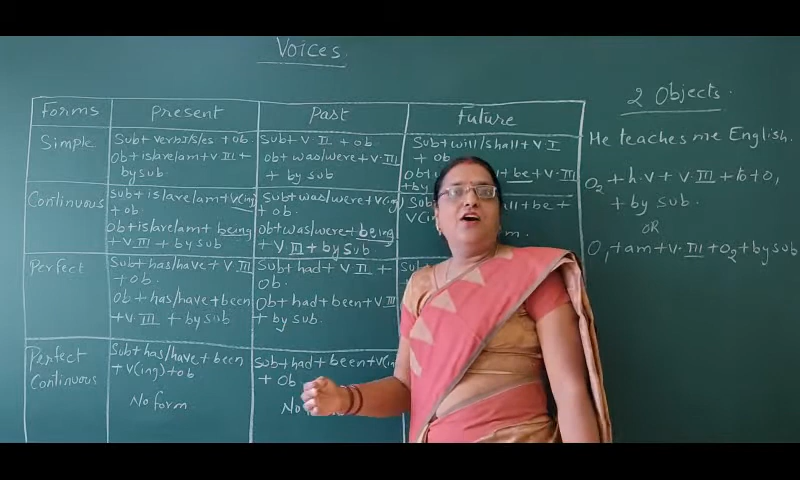 Voices.
Forms
Present
Past
Future
Simple
Sub + verbI/s/es + ob.
Ob + is/are/am + V·III +
by sub
Sub + V·II + ob.
ob + was/were + V·III
+ by sub
Sub + will/shall + V·I
+ ob
be + V·III
+ by
Continuous
Sub + is/are/am + V(ing)
+ ob.
Ob + is/are/am + being
+ V·III + by sub
Sub + was/were + V(ing)
+ ob.
Ob + was/were + being
+ V·III + by sub.
be +
V(in
Perfect
Sub + has/have + V·III
+ ob.
Ob + has/have + been
+ V·III + by sub
Sub + had + V·II +
Ob.
Ob + had + been + V·III
+ by sub.
Perfect
Continuous
Sub + has/have + been
+ V(ing) + ob
No form
Sub + had + been + V(ing
+ Ob
No
2 Objects.
He teaches me English.
O2 + h.v + V·III + to + O1
+ by sub.
OR
O1 + am + V·III + O2 + by sub